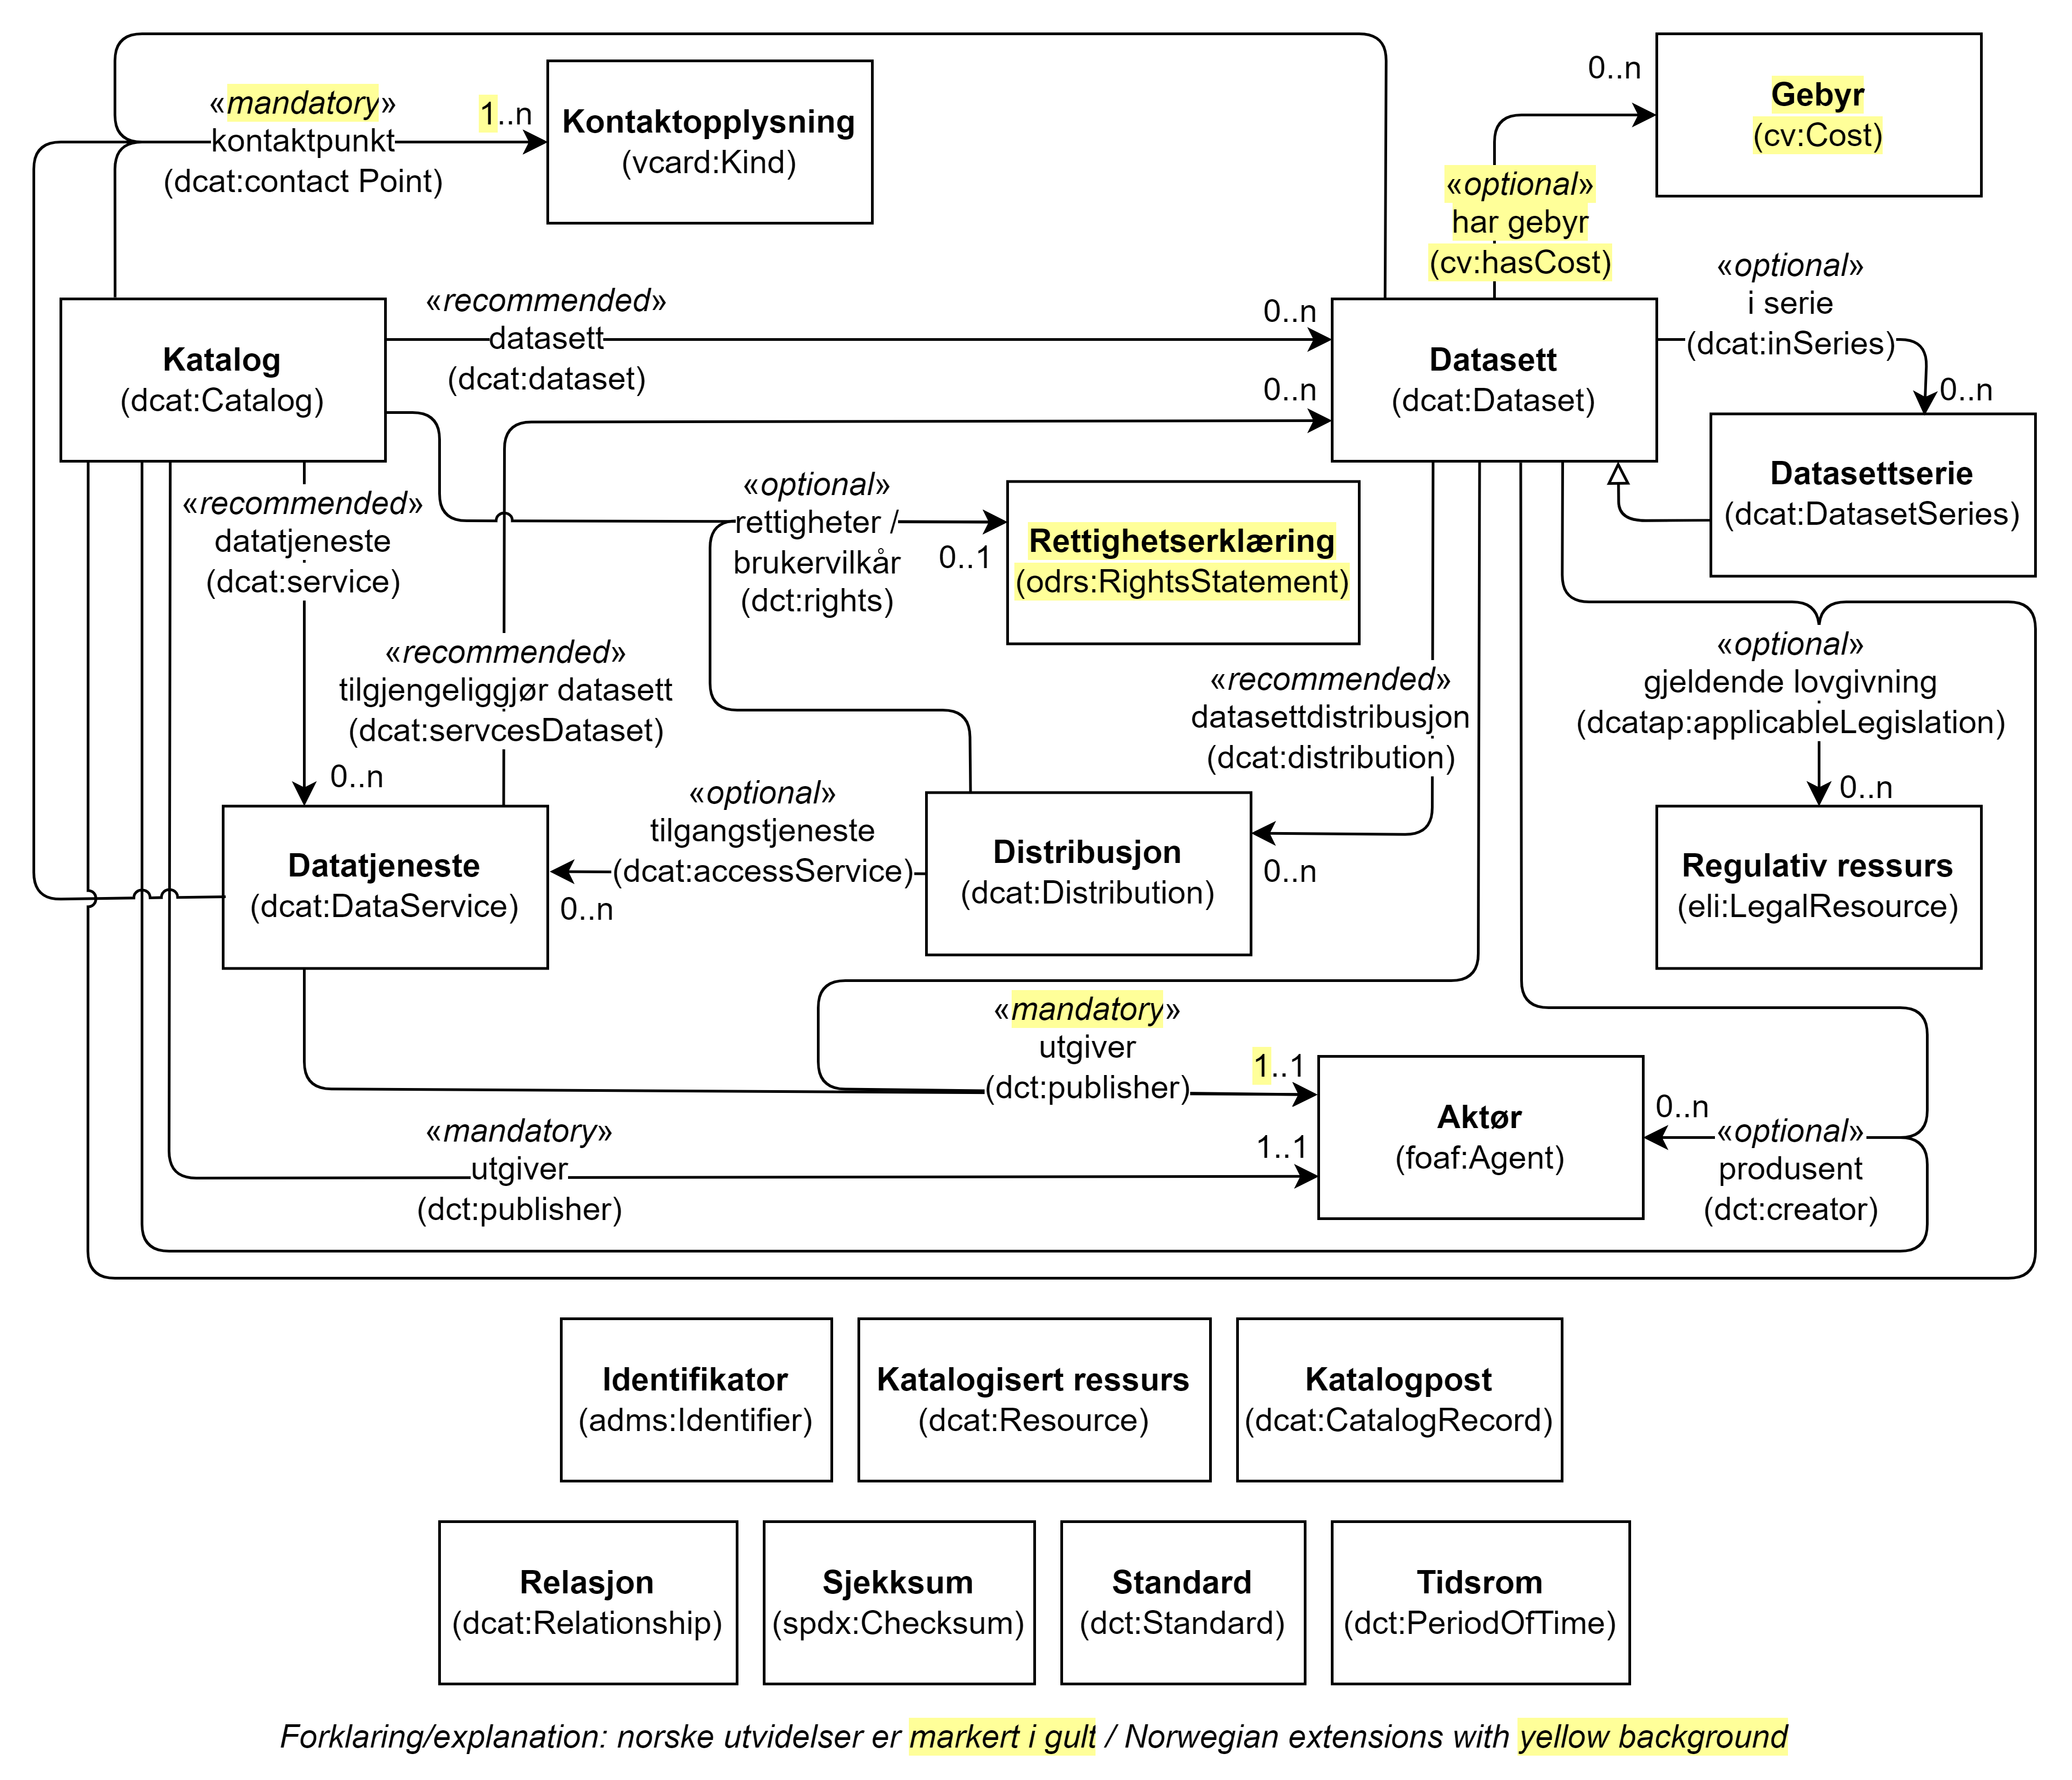 «mandatory»
kontaktpunkt
(dcat:contact Point)
1..n
Kontaktopplysning
(vcard:Kind)
0..n
Gebyr
(cv:Cost)
«optional»
har gebyr
(cv:hasCost)
«optional»
i serie
(dcat:inSeries)
0..n
Katalog
(dcat:Catalog)
«recommended»
datasett
(dcat:dataset)
0..n
0..n
Datasett
(dcat:Dataset)
Datasettserie
(dcat:DatasetSeries)
«recommended»
datatjeneste
(dcat:service)
0..n
«optional»
rettigheter /
brukervilkår
(dct:rights)
0..1
Rettighetserklæring
(odrs:RightsStatement)
«recommended»
tilgjengeliggjør datasett
(dcat:servcesDataset)
«recommended»
datasettdistribusjon
(dcat:distribution)
0..n
«optional»
gjeldende lovgivning
(dcatap:applicableLegislation)
0..n
Datatjeneste
(dcat:DataService)
«optional»
tilgangstjeneste
(dcat:accessService)
0..n
Distribusjon
(dcat:Distribution)
Regulativ ressurs
(eli:LegalResource)
«mandatory»
utgiver
(dct:publisher)
1..1
«mandatory»
utgiver
(dct:publisher)
1..1
Aktør
(foaf:Agent)
0..n
«optional»
produsent
(dct:creator)
Identifikator
(adms:Identifier)
Katalogisert ressurs
(dcat:Resource)
Katalogpost
(dcat:CatalogRecord)
Relasjon
(dcat:Relationship)
Sjekksum
(spdx:Checksum)
Standard
(dct:Standard)
Tidsrom
(dct:PeriodOfTime)
Forklaring/explanation: norske utvidelser er markert i gult / Norwegian extensions with yellow background